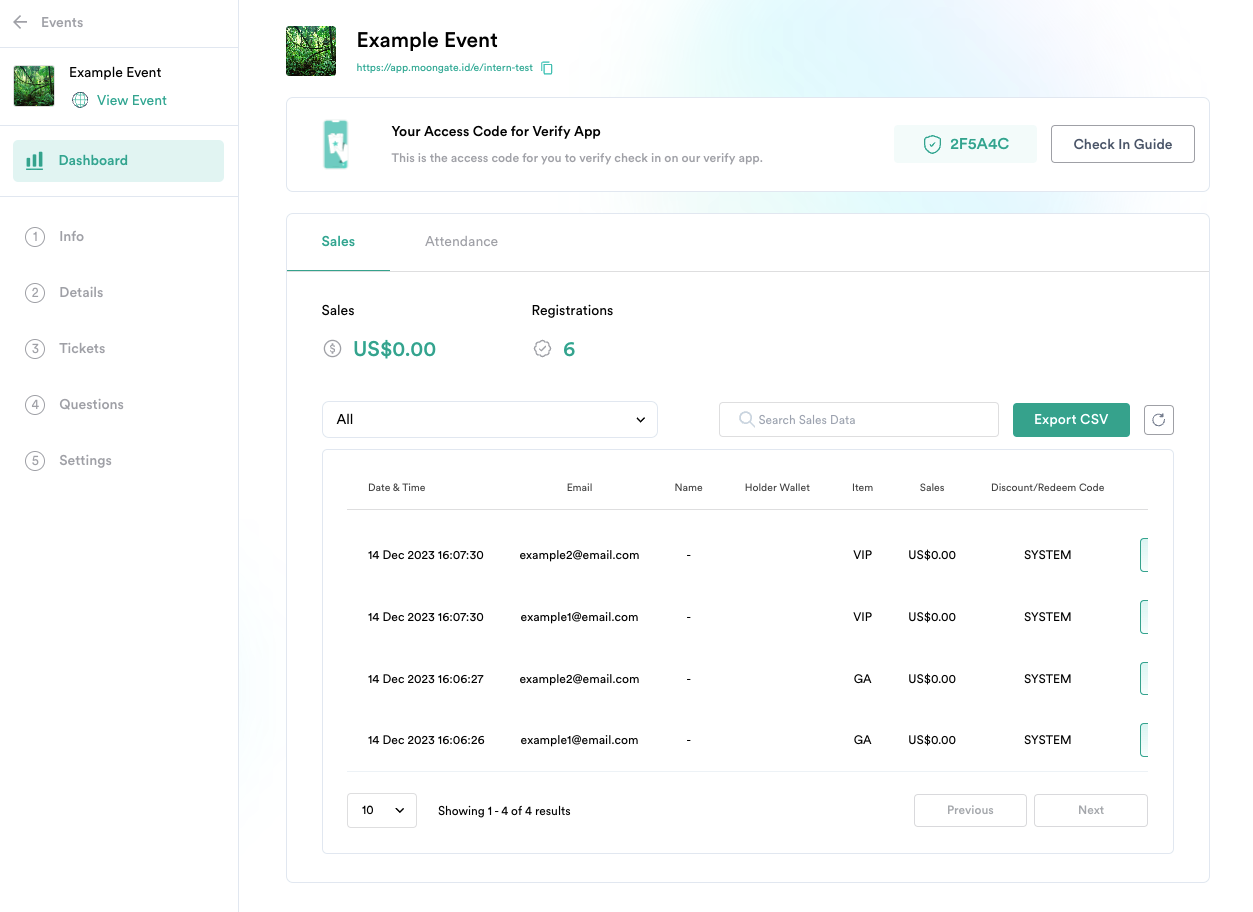 Events
Example Event
View Event
Dashboard
1 Info
2 Details
3 Tickets
4 Questions
5 Settings
Example Event
https://app.moongate.id/e/intern-test
Your Access Code for Verify App
This is the access code for you to verify check in on our verify app.
2F5A4C
Check In Guide
Sales Attendance
Sales Registrations
$ US$0.00 6
All Search Sales Data Export CSV
Date & Time Email Name Holder Wallet Item Sales Discount/Redeem Code
14 Dec 2023 16:07:30 example2@email.com - VIP US$0.00 SYSTEM
14 Dec 2023 16:07:30 example1@email.com - VIP US$0.00 SYSTEM
14 Dec 2023 16:06:27 example2@email.com - GA US$0.00 SYSTEM
14 Dec 2023 16:06:26 example1@email.com - GA US$0.00 SYSTEM
10 Showing 1 - 4 of 4 results Previous Next